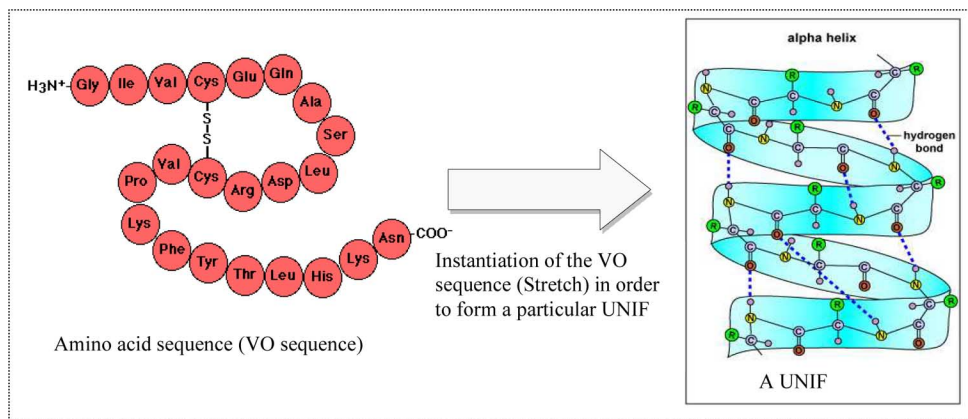 H₃N⁺ Gly Ile Val Cys Glu Gln Ala Ser Leu Asp Arg Cys Val Pro Lys Phe Tyr Thr Leu His Lys Asn COO⁻
S
S
Amino acid sequence (VO sequence)
Instantiation of the VO
sequence (Stretch) in order
to form a particular UNIF
alpha helix
C R
R
N C C N C
R C O O
C N C C N hydrogen
bond
O O
C R
R
N C C N C
R C O O
C N C C N
O O
C R
R
N C C N C
R C O O
A UNIF